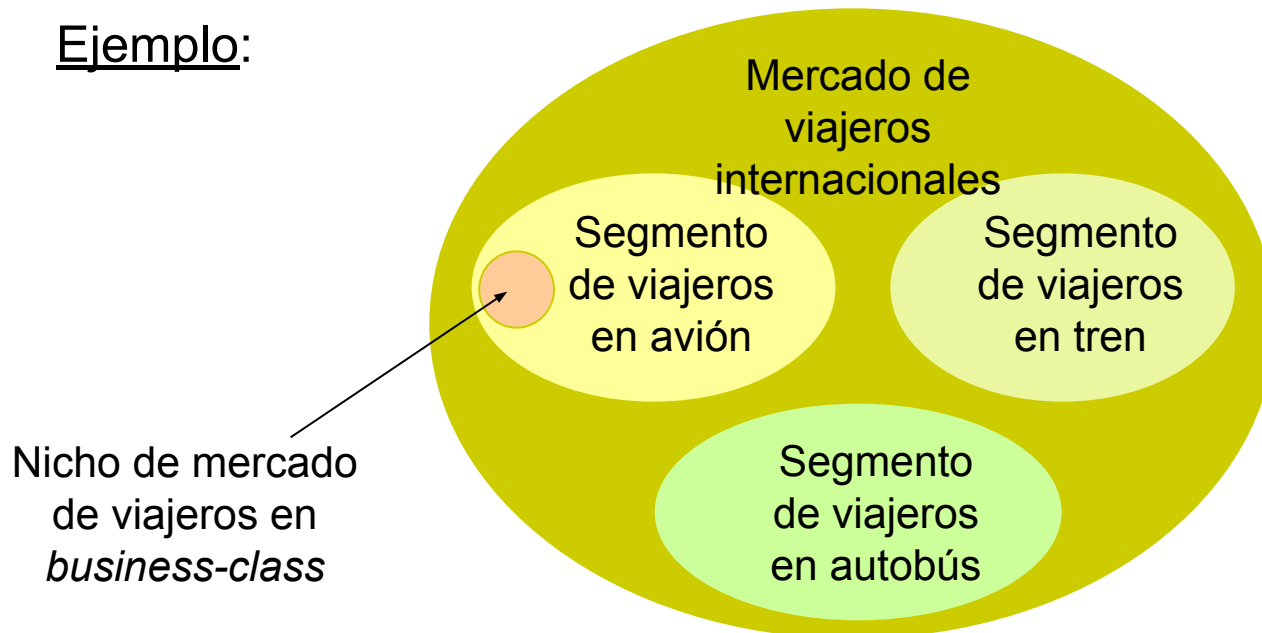 Ejemplo:
Mercado de
viajeros
internacionales
Segmento
de viajeros
en avión
Segmento
de viajeros
en tren
Nicho de mercado
de viajeros en
business-class
Segmento
de viajeros
en autobús